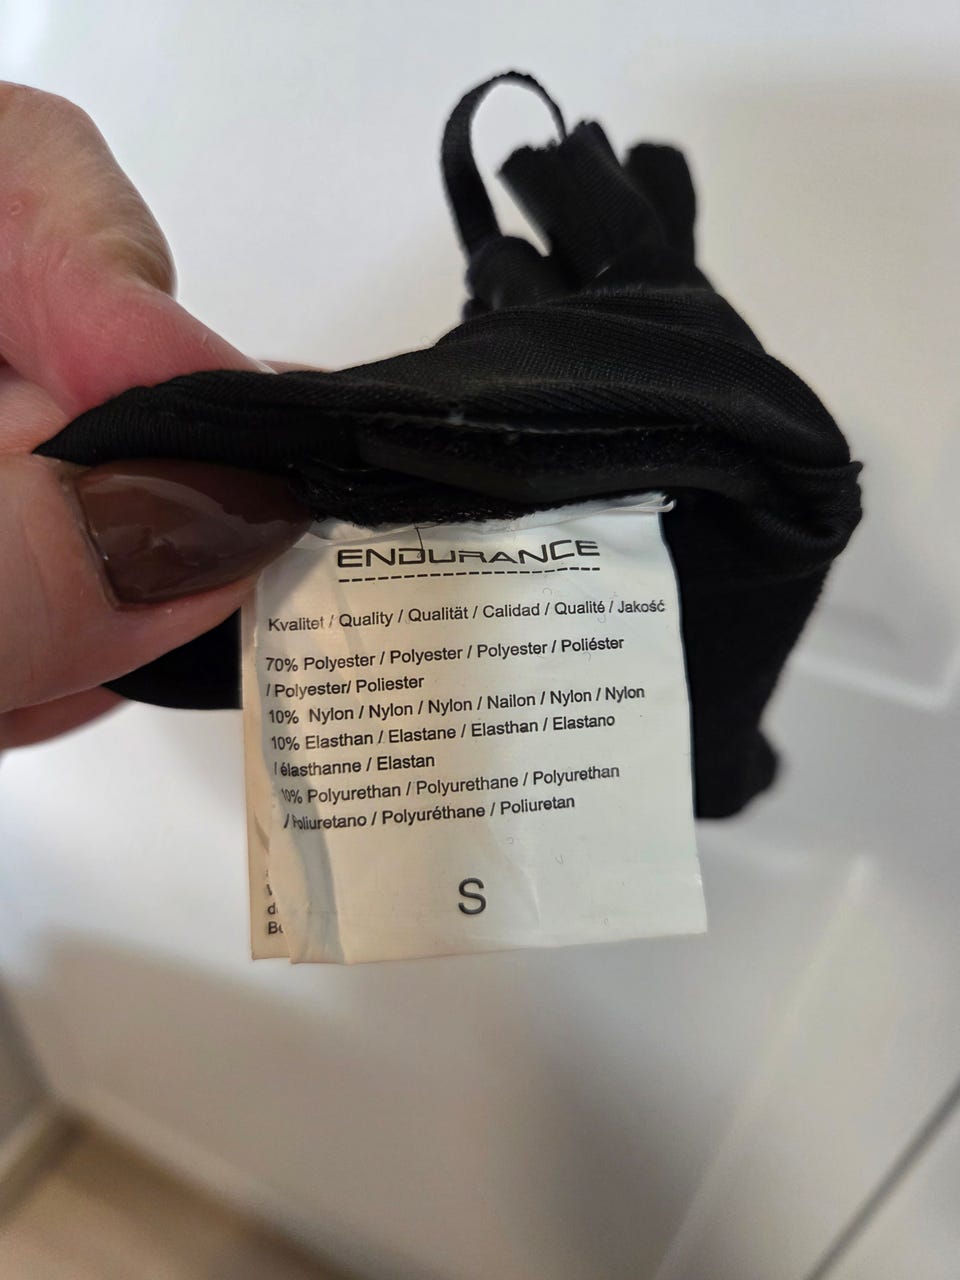 ENDURANCE
Kvalitet / Quality / Qualität / Calidad / Qualité / Jakość
70% Polyester / Polyester / Polyester / Poliéster
/ Polyester/ Poliester
10% Nylon / Nylon / Nylon / Nailon / Nylon / Nylon
10% Elasthan / Elastane / Elasthan / Elastano
/ élasthanne / Elastan
10% Polyurethan / Polyurethane / Polyurethan
/ Poliuretano / Polyuréthane / Poliuretan
S